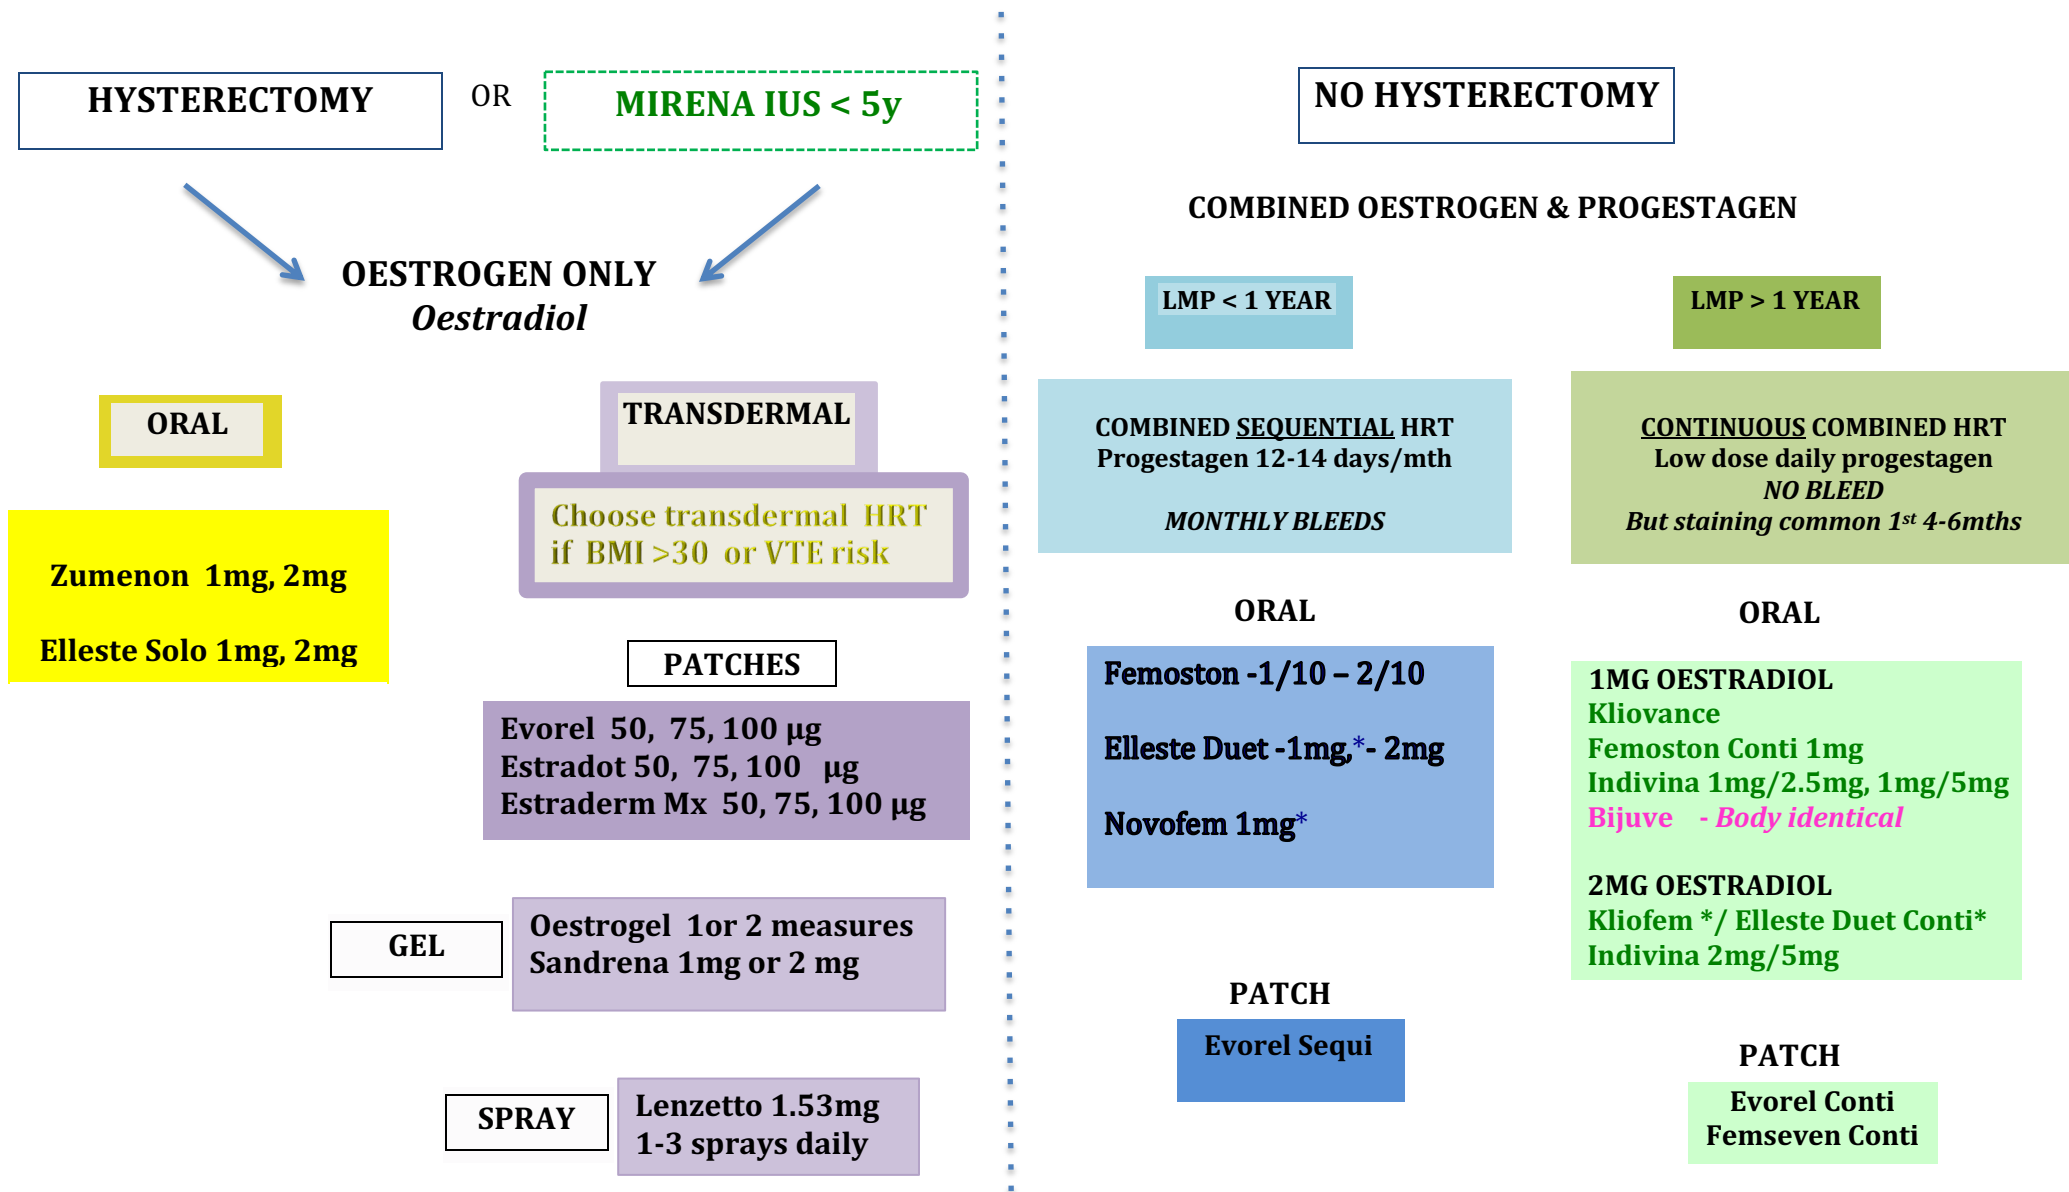 HYSTERECTOMY
OR
MIRENA IUS < 5y
OESTROGEN ONLY
Oestradiol
ORAL
Zumenon 1mg, 2mg
Elleste Solo 1mg, 2mg
TRANSDERMAL
Choose transdermal HRT
if BMI >30 or VTE risk
PATCHES
Evorel 50, 75, 100 µg
Estradot 50, 75, 100 µg
Estraderm Mx 50, 75, 100 µg
GEL
Oestrogel 1or 2 measures
Sandrena 1mg or 2 mg
SPRAY
Lenzetto 1.53mg
1-3 sprays daily
NO HYSTERECTOMY
COMBINED OESTROGEN & PROGESTAGEN
LMP < 1 YEAR
COMBINED SEQUENTIAL HRT
Progestagen 12-14 days/mth
MONTHLY BLEEDS
ORAL
Femoston -1/10 – 2/10
Elleste Duet -1mg,*- 2mg
Novofem 1mg*
PATCH
Evorel Sequi
LMP > 1 YEAR
CONTINUOUS COMBINED HRT
Low dose daily progestagen
NO BLEED
But staining common 1st 4-6mths
ORAL
1MG OESTRADIOL
Kliovance
Femoston Conti 1mg
Indivina 1mg/2.5mg, 1mg/5mg
Bijuve - Body identical
2MG OESTRADIOL
Kliofem */ Elleste Duet Conti*
Indivina 2mg/5mg
PATCH
Evorel Conti
Femseven Conti